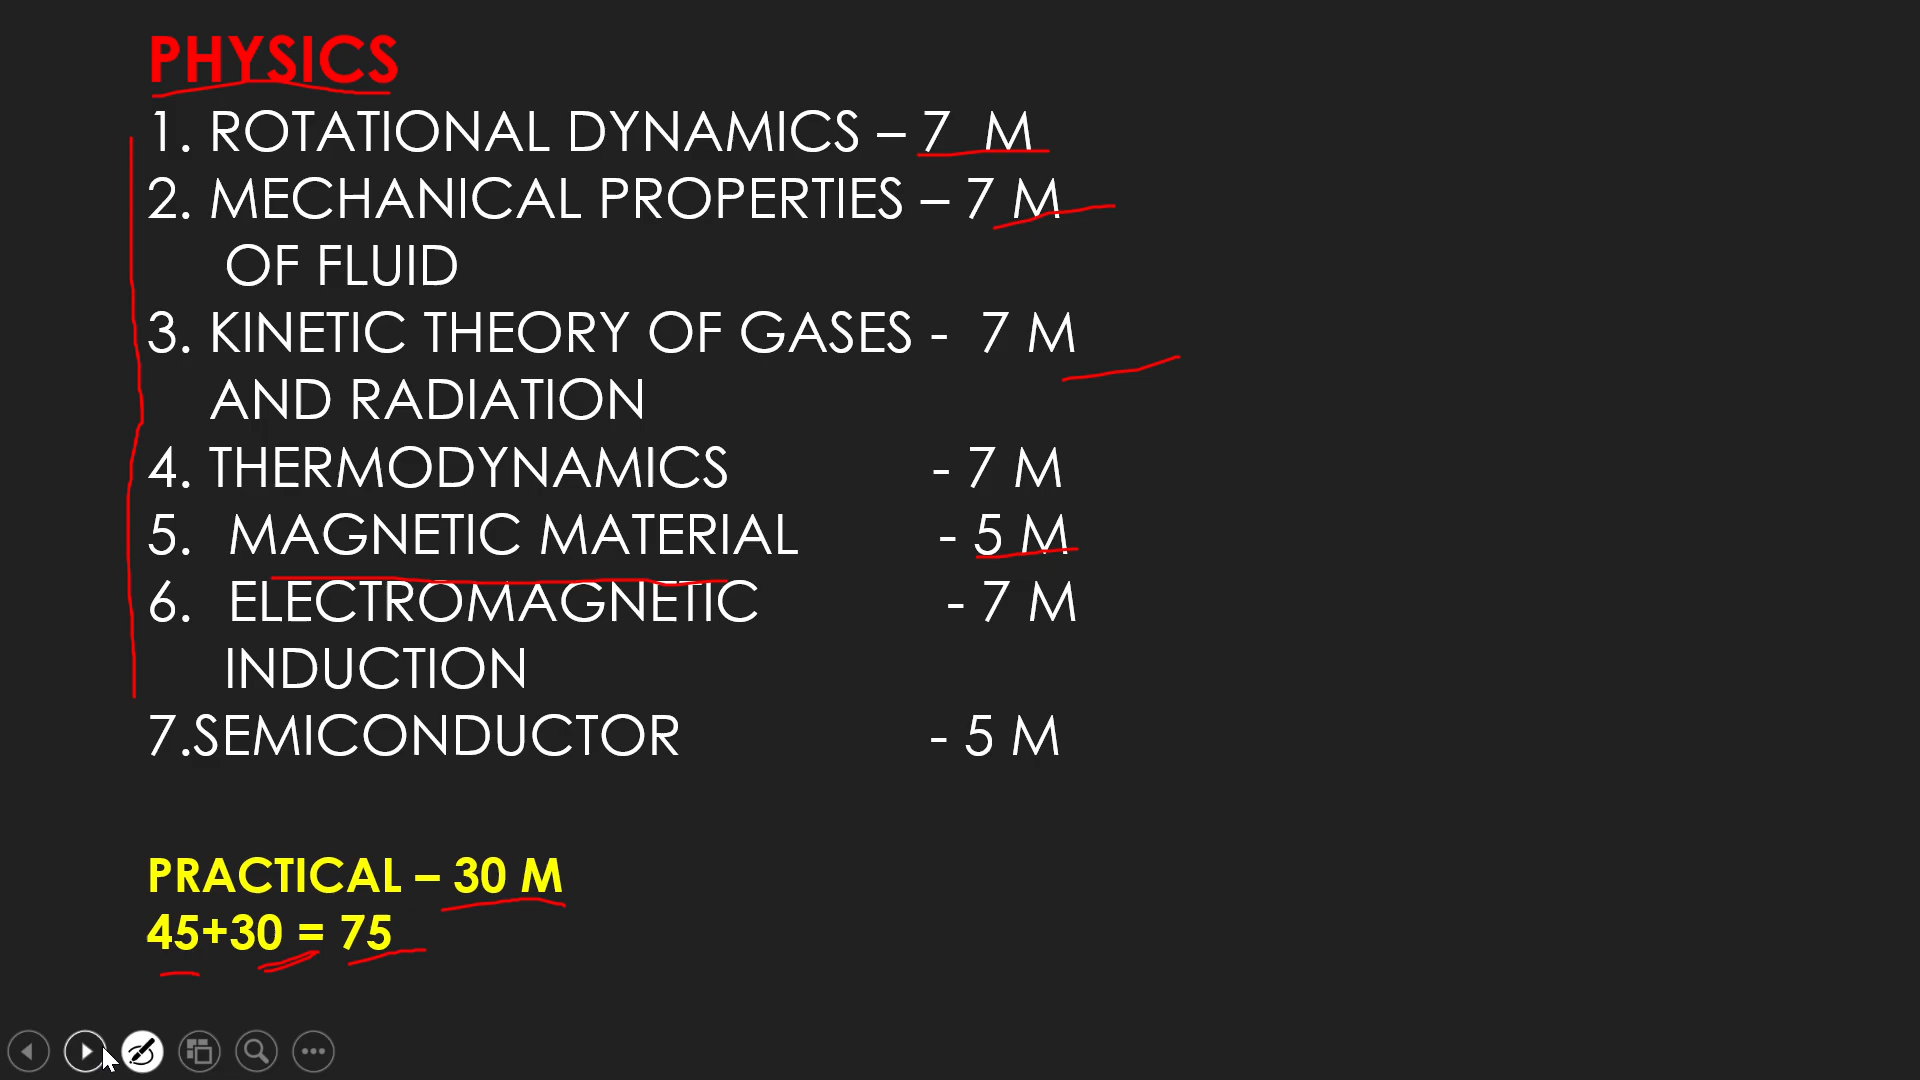 PHYSICS
1. ROTATIONAL DYNAMICS – 7 M
2. MECHANICAL PROPERTIES – 7 M
OF FLUID
3. KINETIC THEORY OF GASES - 7 M
AND RADIATION
4. THERMODYNAMICS - 7 M
5. MAGNETIC MATERIAL - 5 M
6. ELECTROMAGNETIC - 7 M
INDUCTION
7.SEMICONDUCTOR - 5 M
PRACTICAL – 30 M
45+30 = 75